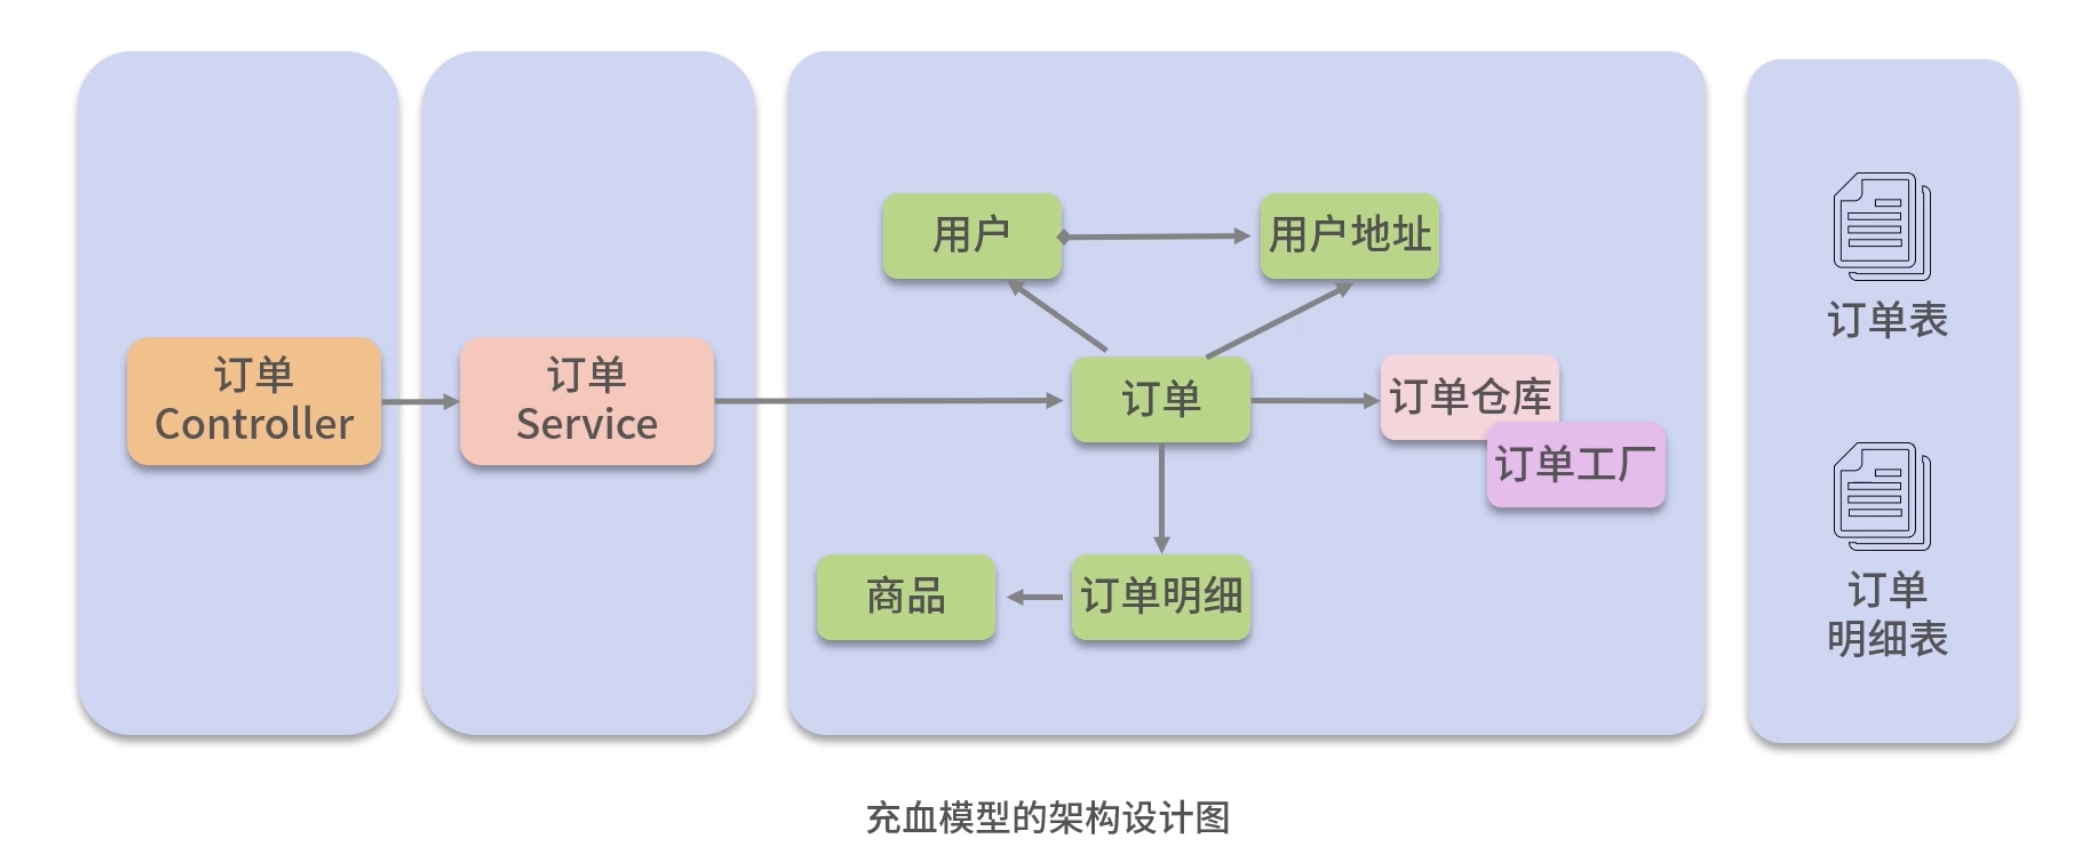 订单
Controller
订单
Service
用户
用户地址
订单
订单仓库
订单工厂
商品
订单明细
订单表
订单
明细表
充血模型的架构设计图